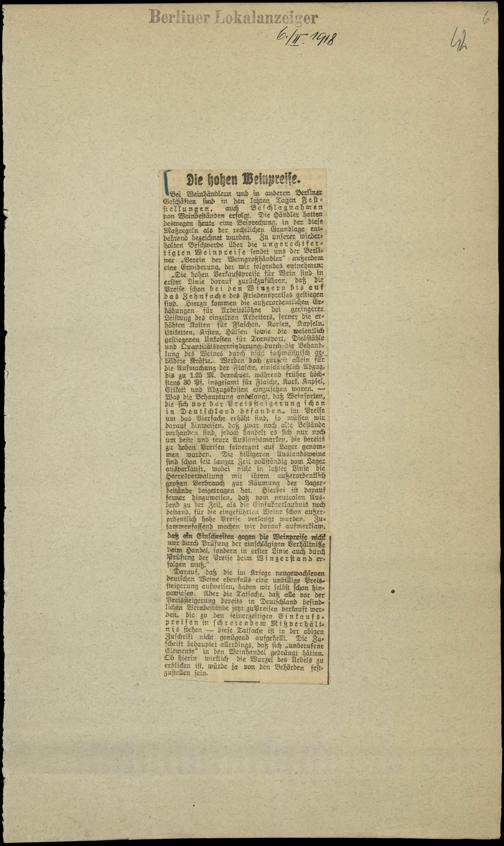 Berliner Lokalanzeiger
6./II. 1918
6
42
Die hohen Weinpreise.
Bei Weinhändlern und in anderen Berliner
Geschäften sind in den letzten Tagen Fest-
stellungen, auch Beschlagnahmen
von Weinbeständen erfolgt. Die Händler hatten
deswegen heute eine Besprechung, in der diese
Maßregeln als der rechtlichen Grundlage ent-
behrend bezeichnet wurden. Zu unserer wieder-
holten Beschwerde über die ungerechtfer-
tigten Weinpreise sendet uns der Berli-
ner „Verein der Weingroßhändler" außerdem
eine Erwiderung, der wir folgendes entnehmen:
„Die hohen Verkaufspreise für Wein sind in
erster Linie darauf zurückzuführen, daß die
Preise schon bei den Winzern bis auf
das Zehnfache des Friedenspreises gestiegen
sind. Hierzu kommen die außerordentlichen Er-
höhungen für Arbeitslöhne bei geringerer
Leistung des einzelnen Arbeiters, ferner die er-
höhten Kosten für Flaschen, Korken, Kapseln,
Etiketten, Kisten, Hülsen sowie die wesentlich
gestiegenen Unkosten für Transport, Diebstähle
und Quantitätsverminderung durch die Behand-
lung des Weines durch nicht fachmännisch ge-
bildete Kräfte. Werden doch zurzeit allein für
die Aufmachung der Flasche, einschließlich Abzug,
bis zu 1.25 M. berechnet, während früher höch-
stens 30 Pf. insgesamt für Flasche, Kork, Kapsel,
Etikett und Abzugskosten einzusetzen waren. —
Was die Behauptung anbelangt, daß Weinsorten,
die sich vor der Preissteigerung schon
in Deutschland befanden, im Preise
um das Vierfache erhöht sind, so müssen wir
darauf hinweisen, daß zwar noch alte Bestände
vorhanden sind, jedoch handelt es sich nur noch
um beste und teure Auslandsmarken, die bereits
zu hohen Preisen seinerzeit auf Lager genom-
men wurden. Die billigeren Auslandsweine
sind schon seit langer Zeit vollständig vom Lager
ausverkauft, wobei nicht in letzter Linie die
Heeresverwaltung mit ihrem außerordentlich
großen Verbrauch zur Räumung der Lager-
bestände beigetragen hat. Hierbei ist darauf
ferner hinzuweisen, daß vom neutralen Aus-
land zu der Zeit, als die Einfuhrerlaubnis noch
bestand, für die eingeführten Weine schon außer-
ordentlich hohe Preise verlangt wurden. Zu-
sammenfassend machen wir darauf aufmerksam,
daß ein Einschreiten gegen die Weinpreise nicht
nur durch Prüfung der einschlägigen Verhältnisse
beim Handel, sondern in erster Linie auch durch
Prüfung der Preise beim Winzerstand er-
folgen muß."
Darauf, daß die im Kriege neugewachsenen
deutschen Weine ebenfalls eine unbillige Preis-
steigerung aufweisen, haben wir selbst schon hin-
gewiesen. Aber die Tatsache, daß alle vor der
Preissteigerung bereits in Deutschland befind-
lichen Weinbestände jetzt zu Preisen verkauft wer-
den, die zu den seinerzeitigen Einkaufs-
preisen in schreiendem Mißverhält-
nis stehen — diese Tatsache ist in der obigen
Zuschrift nicht genügend aufgehellt. Die Zu-
schrift behauptet allerdings, daß sich „unberufene
Elemente" in den Weinhandel gedrängt hätten.
Ob hierin wirklich die Wurzel des Uebels zu
erblicken ist, würde ja von den Behörden fest-
zustellen sein.